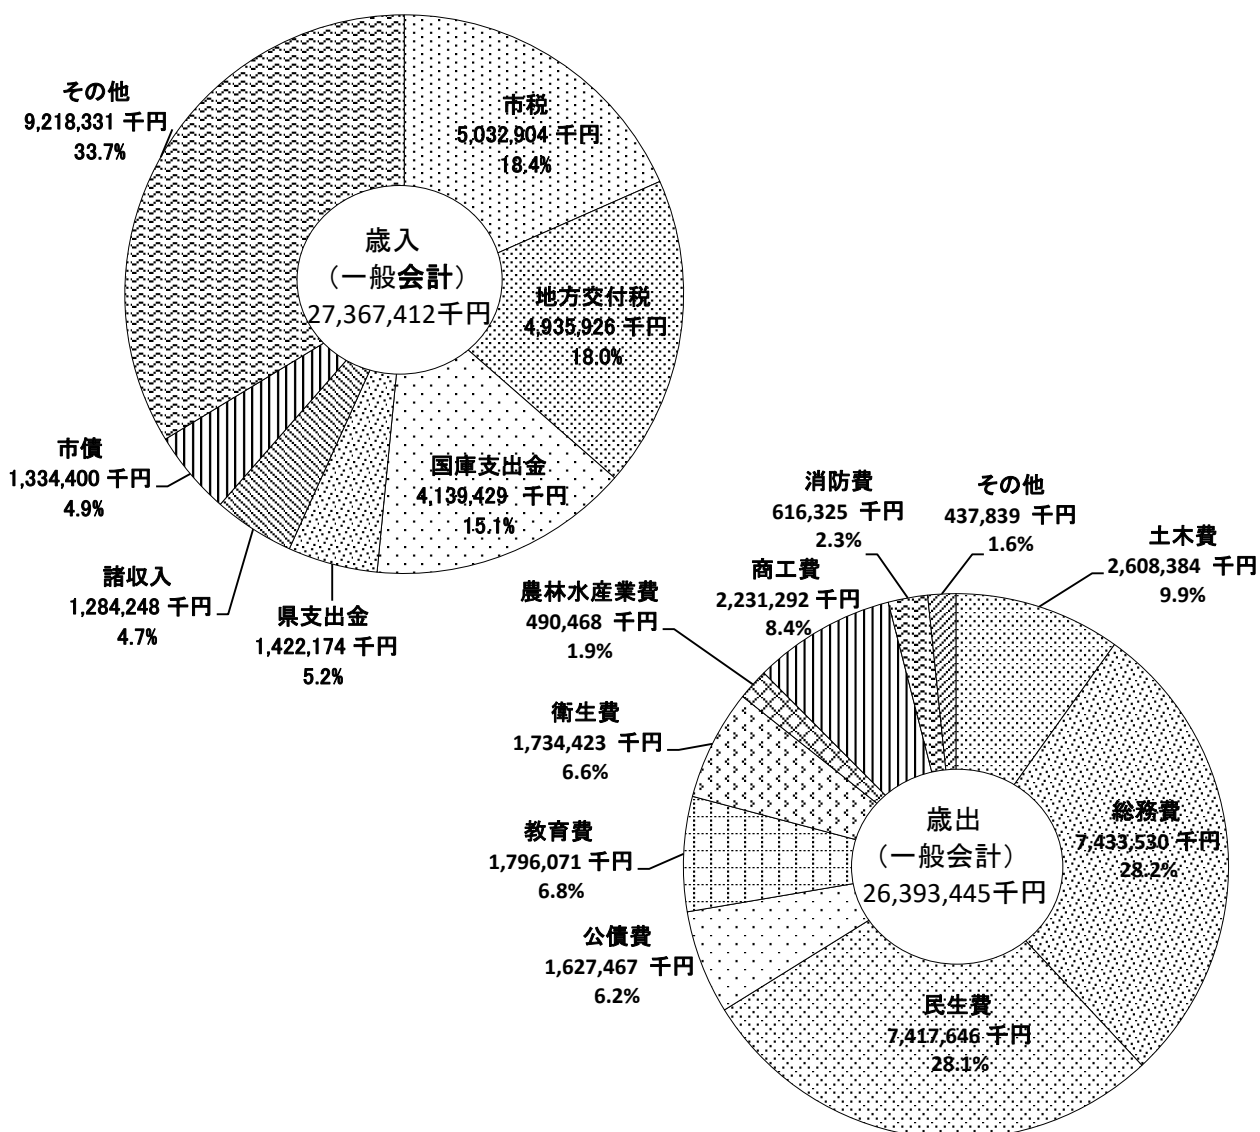 その他
9,218,331 千円
33.7%
市税
5,032,904 千円
18.4%
歳入
（一般会計）
27,367,412千円
地方交付税
4,935,926 千円
18.0%
国庫支出金
4,139,429 千円
15.1%
市債
1,334,400 千円
4.9%
諸収入
1,284,248 千円
4.7%
県支出金
1,422,174 千円
5.2%
消防費
616,325 千円
2.3%
その他
437,839 千円
1.6%
土木費
2,608,384 千円
9.9%
農林水産業費
490,468 千円
1.9%
商工費
2,231,292 千円
8.4%
衛生費
1,734,423 千円
6.6%
教育費
1,796,071 千円
6.8%
公債費
1,627,467 千円
6.2%
歳出
（一般会計）
26,393,445千円
総務費
7,433,530 千円
28.2%
民生費
7,417,646 千円
28.1%